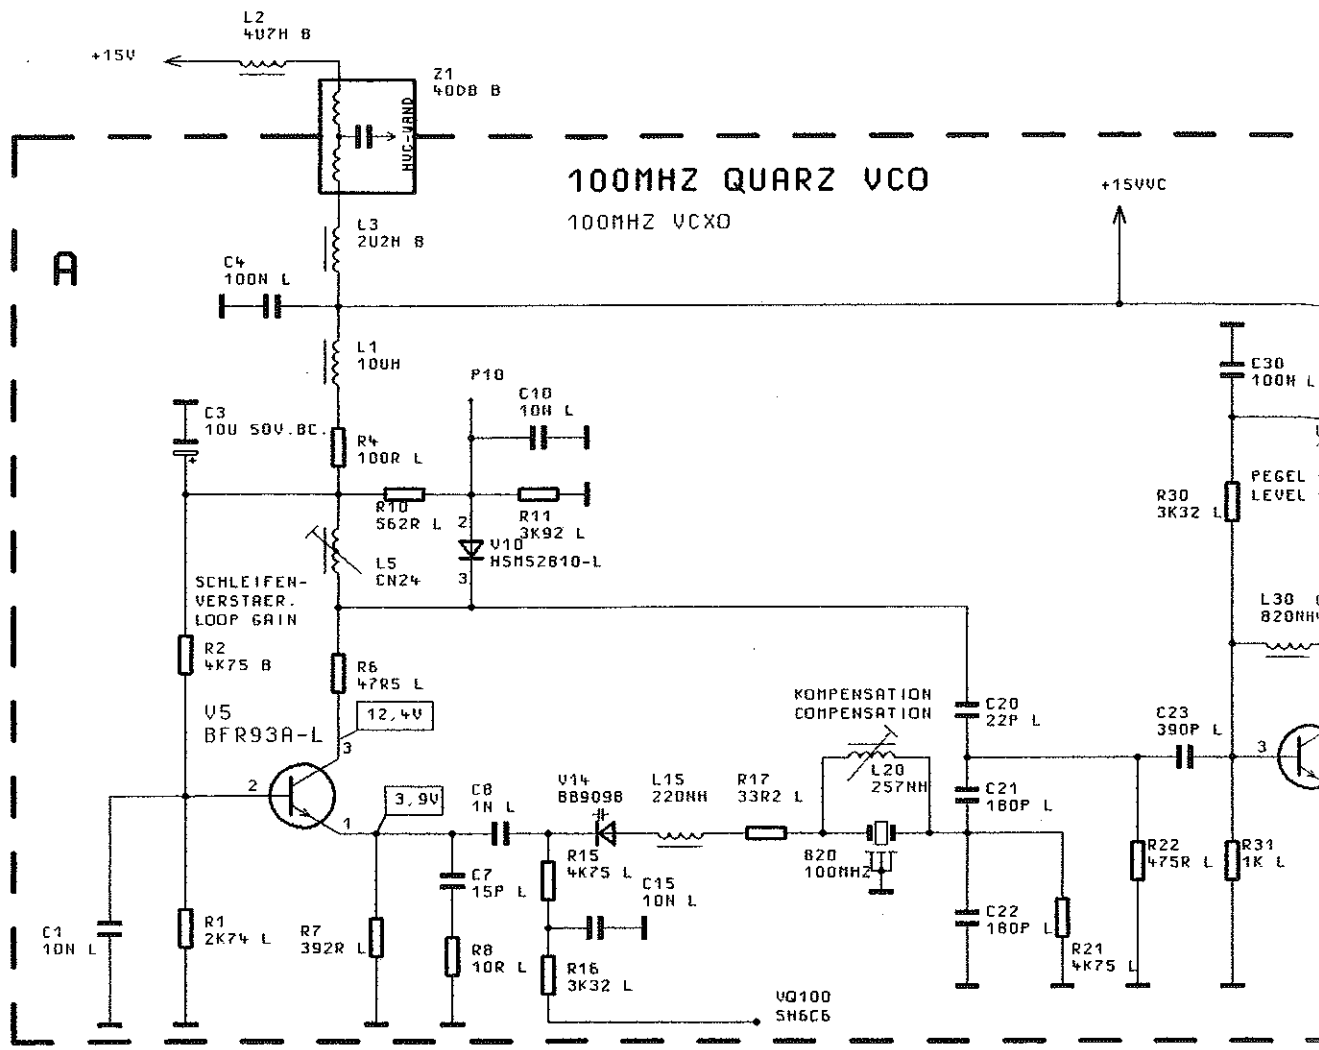 L2
4U7H B
+15V
Z1
40DB B
HVC-WAND
100MHZ QUARZ VCO
100MHZ VCXO
+15VVC
A
L3
2U2H B
C4
100N L
L1
10UH
P10
C10
10N L
C3
10U 50V.BC.
R4
100R L
R10
562R L
R11
3K92 L
2
V10
HSMS2810-L
3
L5
CN24
SCHLEIFEN-
VERSTAER.
LOOP GAIN
R2
4K75 B
R6
47R5 L
12,4V
V5
BFR93A-L
3
2
1
3,9V
C8
1N L
V14
BB909B
L15
220NH
R17
33R2 L
KOMPENSATION
COMPENSATION
L20
257NH
B20
100MHZ
C20
22P L
C21
180P L
C22
180P L
C23
390P L
3
C30
100N L
PEGEL
LEVEL
R30
3K32 L
L30
820NH
R22
475R L
R31
1K L
R21
4K75 L
R15
4K75 L
C15
10N L
R16
3K32 L
C7
15P L
R8
10R L
R7
392R L
R1
2K74 L
C1
10N L
VQ100
SH6C6